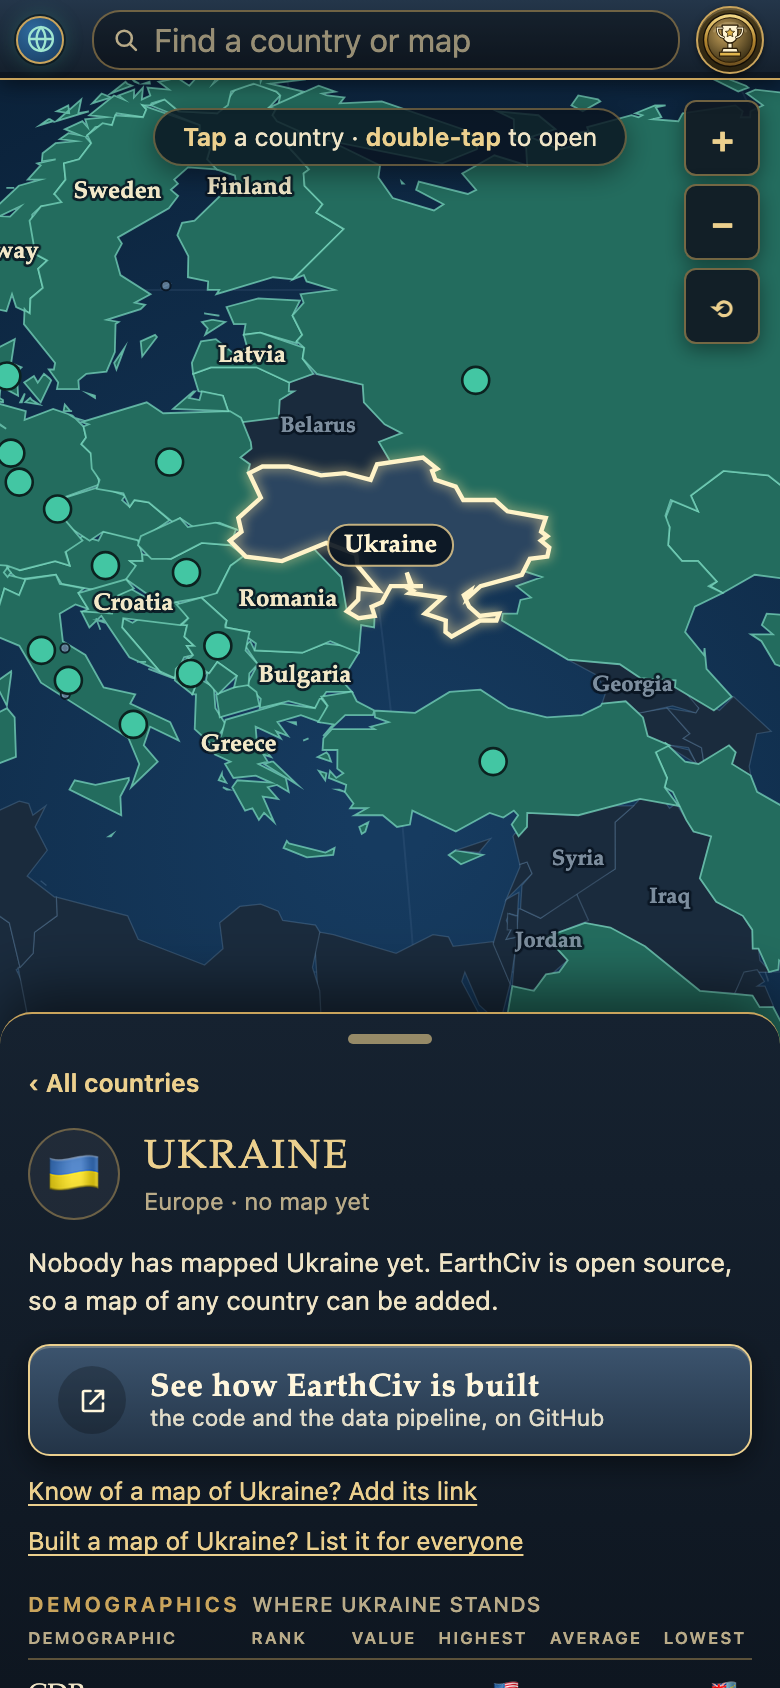 Find a country or map
Tap a country · double-tap to open
+
Sweden
Finland
−
way
Latvia
Belarus
Ukraine
Croatia
Romania
Bulgaria
Georgia
Greece
Syria
Iraq
Jordan
‹ All countries
UKRAINE
Europe · no map yet
Nobody has mapped Ukraine yet. EarthCiv is open source,
so a map of any country can be added.
See how EarthCiv is built
the code and the data pipeline, on GitHub
Know of a map of Ukraine? Add its link
Built a map of Ukraine? List it for everyone
DEMOGRAPHICS WHERE UKRAINE STANDS
DEMOGRAPHIC RANK VALUE HIGHEST AVERAGE LOWEST